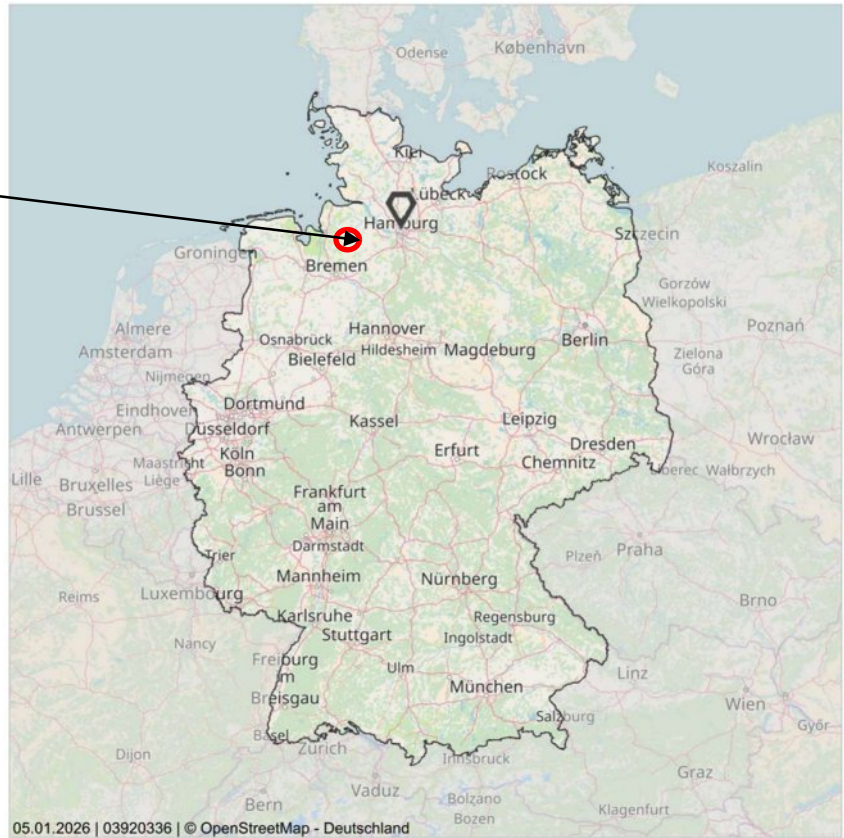 København
Odense
Kiel
Rostock
Koszalin
Lübeck
Hamburg
Szczecin
Groningen
Bremen
Gorzów
Wielkopolski
Almere
Amsterdam
Osnabrück
Hannover
Berlin
Poznań
Bielefeld
Hildesheim
Magdeburg
Zielona
Góra
Nijmegen
Eindhoven
Dortmund
Antwerpen
Düsseldorf
Kassel
Leipzig
Wrocław
Köln
Bonn
Erfurt
Dresden
Chemnitz
Lille
Bruxelles
Brussel
Maastricht
Liège
Liberec
Wałbrzych
Frankfurt
am
Main
Darmstadt
Trier
Plzeň
Praha
Reims
Luxembourg
Mannheim
Nürnberg
Brno
Karlsruhe
Regensburg
Nancy
Stuttgart
Ingolstadt
Freiburg
im
Breisgau
Ulm
München
Linz
Wien
Salzburg
Győr
Basel
Zürich
Dijon
Innsbruck
Graz
Bern
Vaduz
Bolzano
Bozen
Klagenfurt
05.01.2026 | 03920336 | © OpenStreetMap - Deutschland